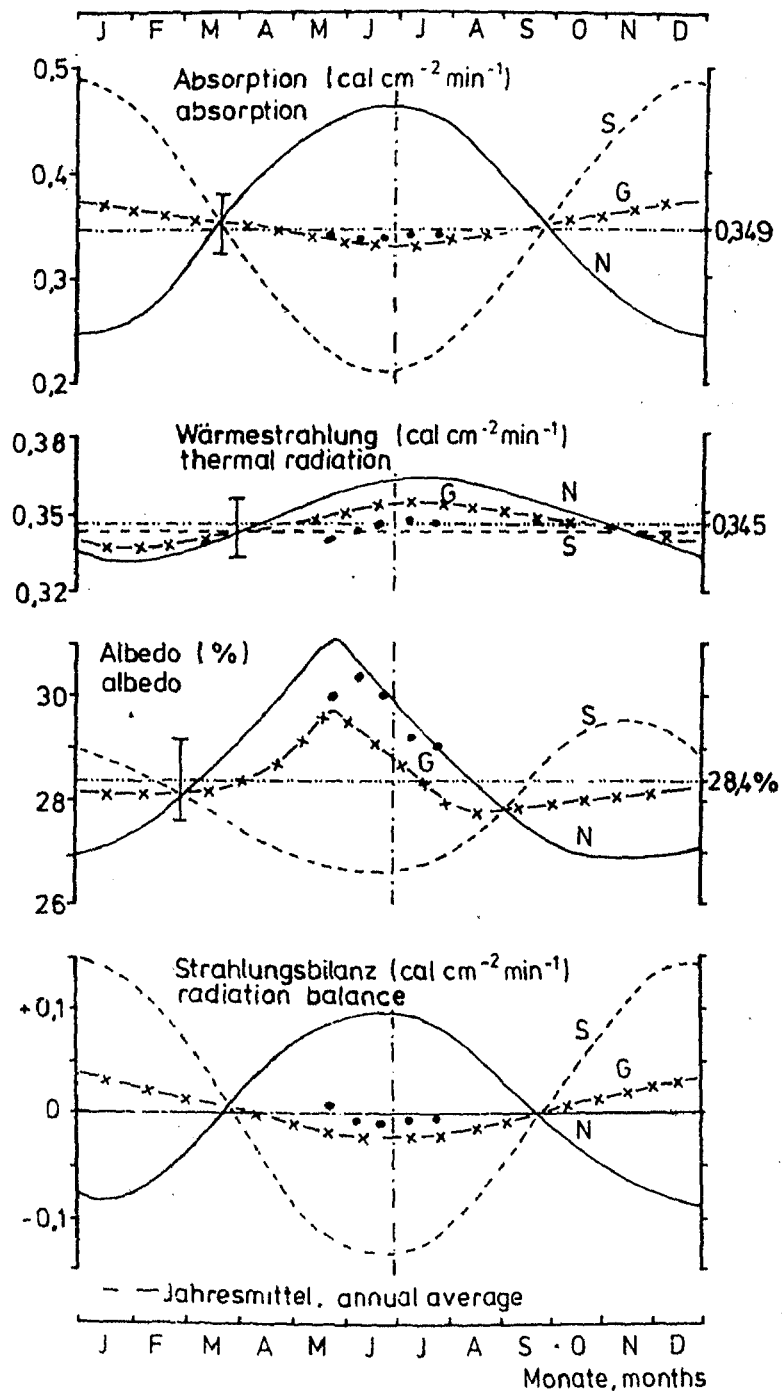 J F M A M J J A S O N D
Absorption (cal cm⁻² min⁻¹)
absorption
0,5
0,4
0,3
0,2
S
G
N
0,349
Wärmestrahlung (cal cm⁻² min⁻¹)
thermal radiation
0,38
0,35
0,32
G
N
S
0,345
Albedo (%)
albedo
30
28
26
S
G
N
28,4%
Strahlungsbilanz (cal cm⁻² min⁻¹)
radiation balance
+0,1
0
-0,1
S
G
N
— — Jahresmittel, annual average
J F M A M J J A S O N D
Monate, months